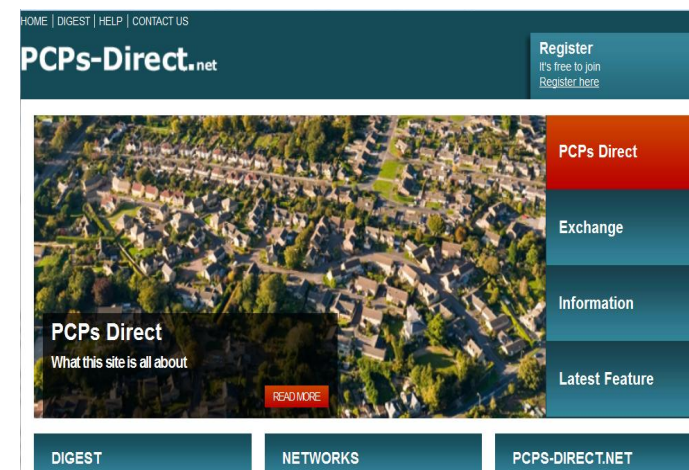 HOME | DIGEST | HELP | CONTACT US
PCPs-Direct.net
Register
It's free to join
Register here
PCPs Direct
Exchange
Information
Latest Feature
PCPs Direct
What this site is all about
READ MORE
DIGEST
NETWORKS
PCPS-DIRECT.NET